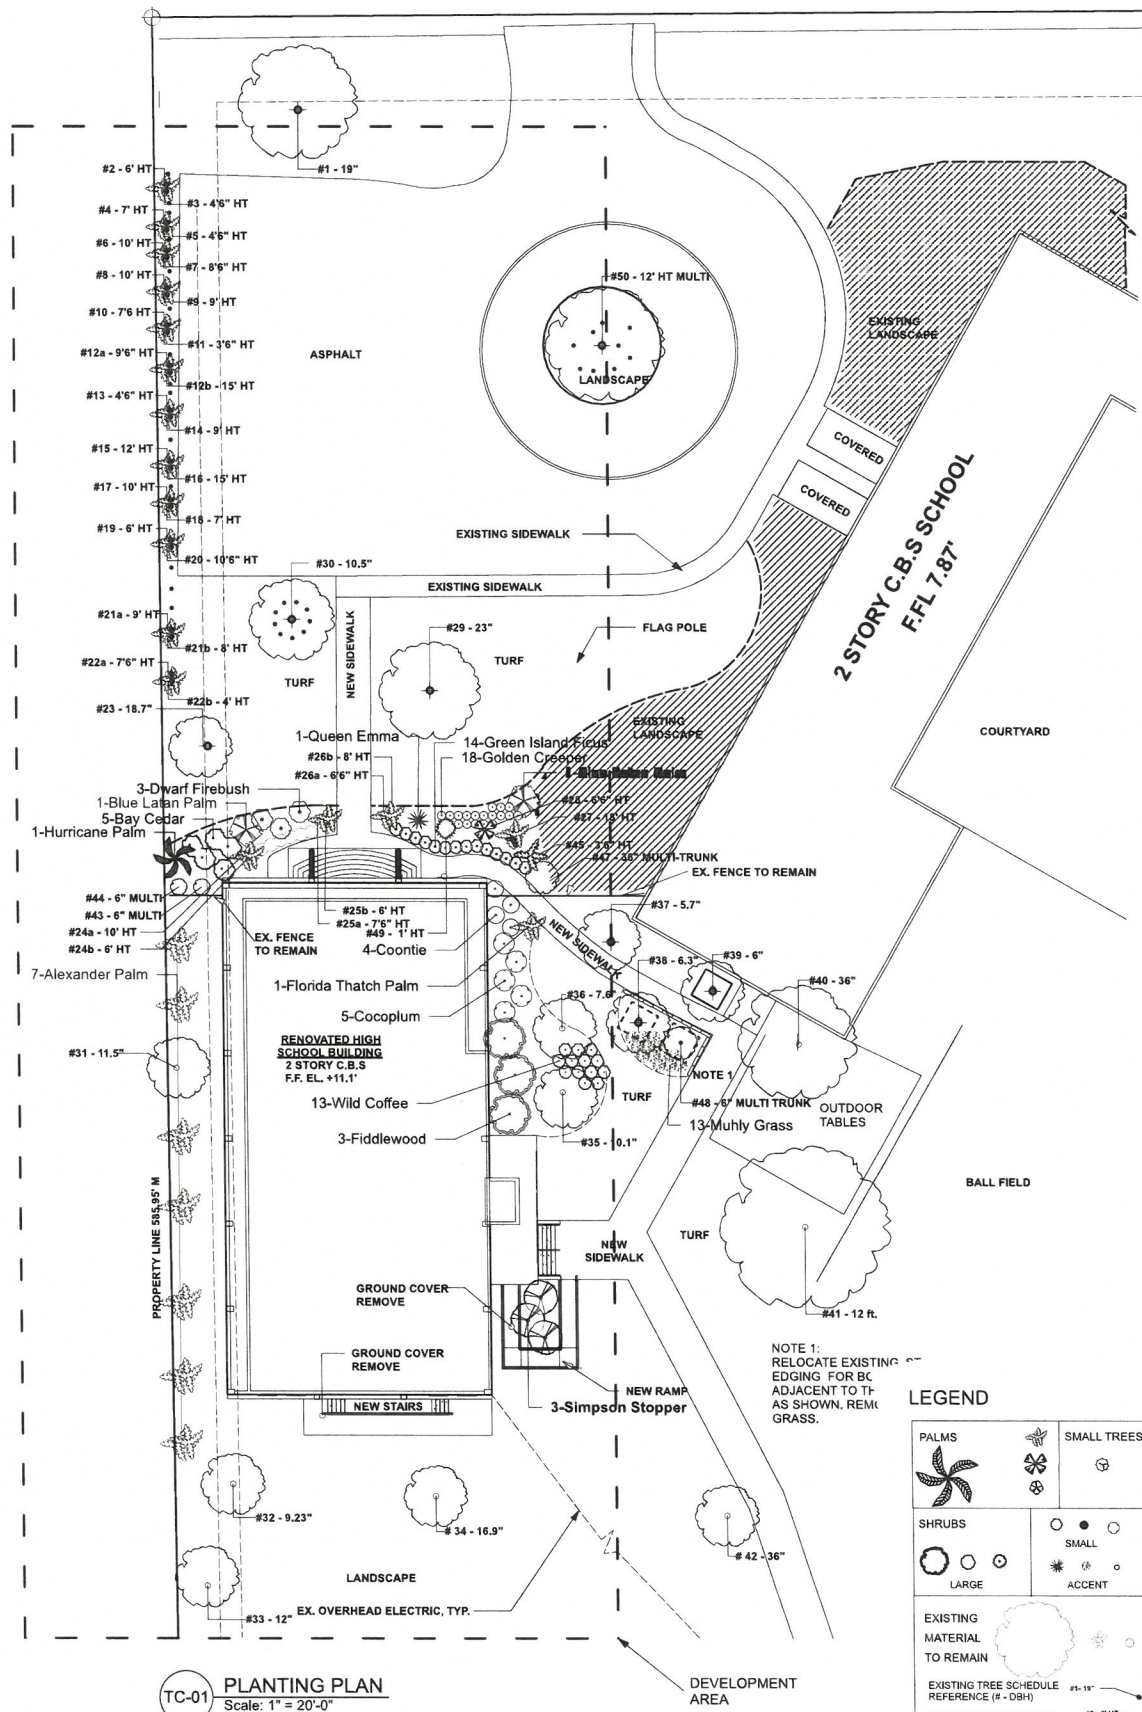 #1 - 19"
#2 - 6' HT
#3 - 4'6" HT
#4 - 7' HT
#5 - 4'6" HT
#6 - 10' HT
#7 - 8'6" HT
#8 - 10' HT
#9 - 9' HT
#10 - 7'6 HT
#11 - 3'6" HT
#12a - 9'6" HT
#12b - 15' HT
#13 - 4'6" HT
#14 - 9' HT
#15 - 12' HT
#16 - 15' HT
#17 - 10' HT
#18 - 7' HT
#19 - 6' HT
#20 - 10'6" HT
#50 - 12' HT MULTI
ASPHALT
LANDSCAPE
EXISTING
LANDSCAPE
COVERED
COVERED
2 STORY C.B.S SCHOOL
F.FL 7.87'
EXISTING SIDEWALK
EXISTING SIDEWALK
#30 - 10.5"
#21a - 9' HT
#21b - 8' HT
#22a - 7'6" HT
#22b - 4' HT
#23 - 18.7"
TURF
NEW SIDEWALK
#29 - 23"
TURF
FLAG POLE
EXISTING
LANDSCAPE
COURTYARD
1-Queen Emma
#26b - 8' HT
#26a - 6'6" HT
14-Green Island Ficus
18-Golden Creeper
3-Dwarf Firebush
1-Blue Latan Palm
5-Bay Cedar
1-Hurricane Palm
#28 - 6'6" HT
#27 - 13' HT
#45 - 3'6" HT
#47 - 36" MULTI-TRUNK
EX. FENCE TO REMAIN
#44 - 6" MULTI
#43 - 6" MULTI
#24a - 10' HT
#24b - 6' HT
EX. FENCE
TO REMAIN
#25b - 6' HT
#25a - 7'6" HT
#49 - 1' HT
4-Coontie
NEW SIDEWALK
#37 - 5.7"
#38 - 6.3"
#39 - 6"
#40 - 36"
7-Alexander Palm
1-Florida Thatch Palm
#36 - 7.6"
5-Cocoplum
#31 - 11.5"
RENOVATED HIGH
SCHOOL BUILDING
2 STORY C.B.S
F.F. EL. +11.1'
13-Wild Coffee
3-Fiddlewood
TURF
NOTE 1
#48 - 6" MULTI TRUNK
13-Muhly Grass
OUTDOOR
TABLES
#35 - 10.1"
BALL FIELD
PROPERTY LINE 585.95' M
TURF
NEW
SIDEWALK
GROUND COVER
REMOVE
#41 - 12 ft.
GROUND COVER
REMOVE
NEW STAIRS
NEW RAMP
3-Simpson Stopper
NOTE 1:
RELOCATE EXISTING
EDGING FOR
ADJACENT TO
AS SHOWN.
GRASS.
#32 - 9.23"
# 34 - 16.9"
# 42 - 36"
LANDSCAPE
#33 - 12"
EX. OVERHEAD ELECTRIC, TYP.
DEVELOPMENT
AREA
TC-01
PLANTING PLAN
Scale: 1" = 20'-0"
LEGEND
PALMS
SMALL TREES
SHRUBS
SMALL
LARGE
ACCENT
EXISTING
MATERIAL
TO REMAIN
EXISTING TREE SCHEDULE
REFERENCE (# - DBH)
#1- 19"